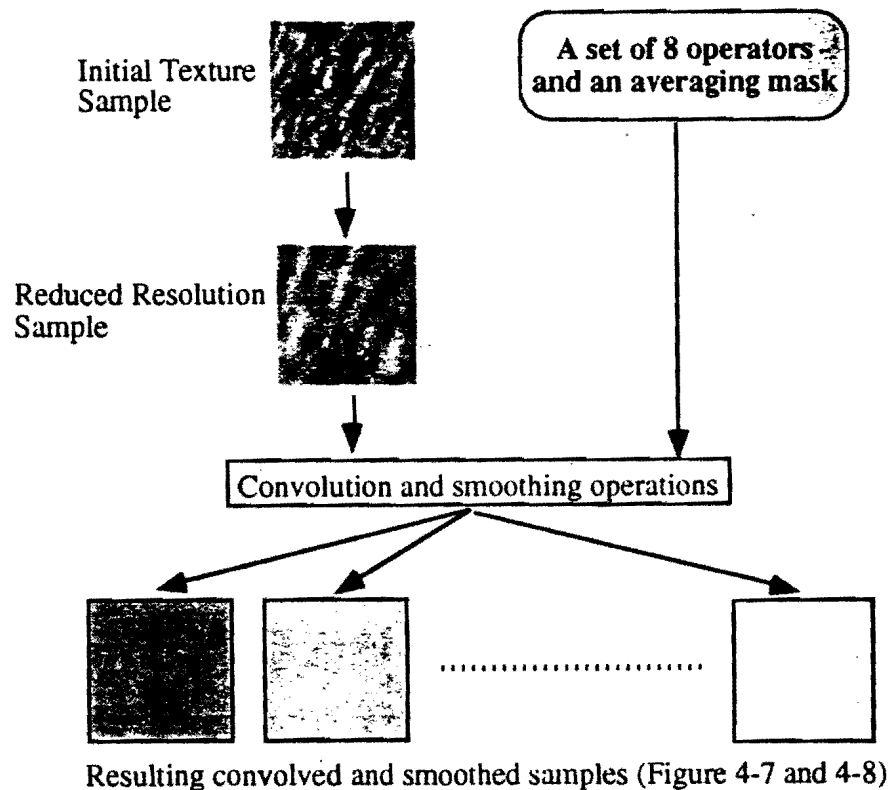 Initial Texture
Sample
A set of 8 operators
and an averaging mask
Reduced Resolution
Sample
Convolution and smoothing operations
Resulting convolved and smoothed samples (Figure 4-7 and 4-8)